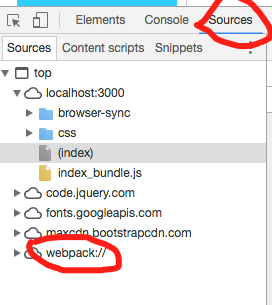 Elements Console Sources
Sources Content scripts Snippets
top
localhost:3000
browser-sync
css
(index)
index_bundle.js
code.jquery.com
fonts.googleapis.com
maxcdn.bootstrapcdn.com
webpack://